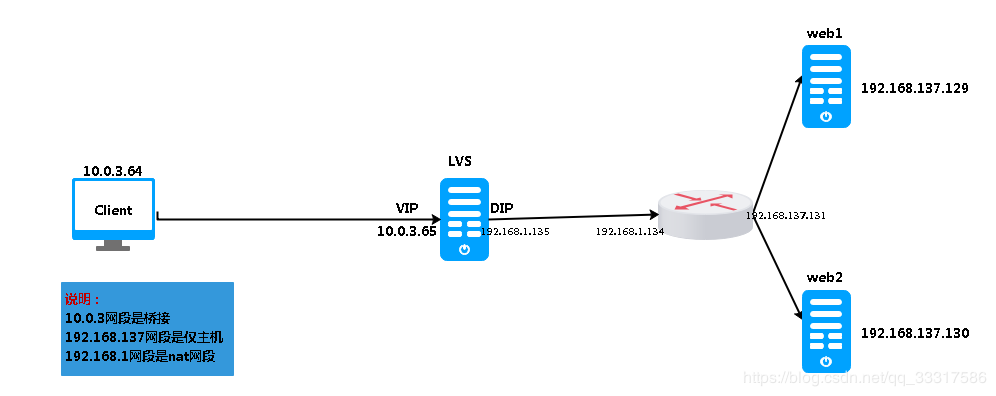 web1
192.168.137.129
LVS
10.0.3.64
Client
VIP
DIP
10.0.3.65
192.168.1.135
192.168.1.134
192.168.137.131
web2
192.168.137.130
说明：
10.0.3网段是桥接
192.168.137网段是仅主机
192.168.1网段是nat网段
https://blog.csdn.net/qq_33317586